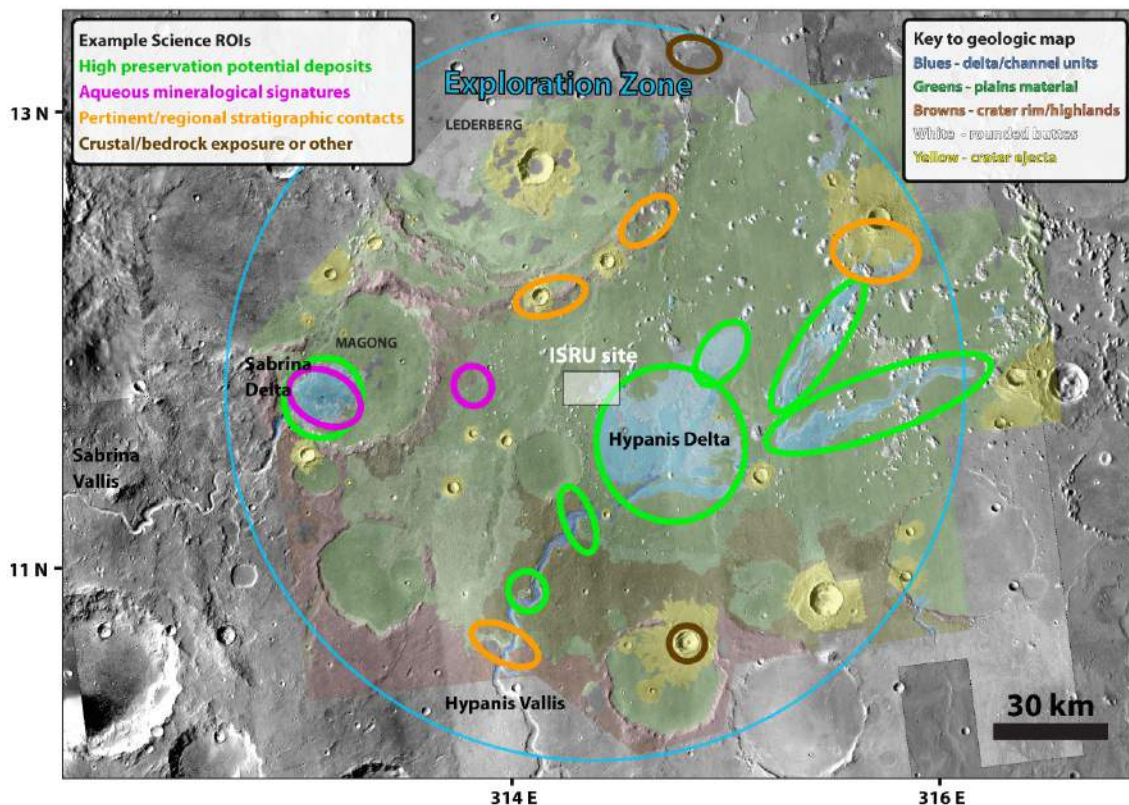 Example Science ROIs
High preservation potential deposits
Aqueous mineralogical signatures
Pertinent/regional stratigraphic contacts
Crustal/bedrock exposure or other
Key to geologic map
Blues - delta/channel units
Greens - plains material
Browns - crater rim/highlands
White - rounded buttes
Yellow - crater ejecta
Exploration Zone
13 N
LEDERBERG
MAGONG
ISRU site
Sabrina
Delta
Hypanis Delta
Sabrina
Vallis
11 N
Hypanis Vallis
30 km
314 E
316 E